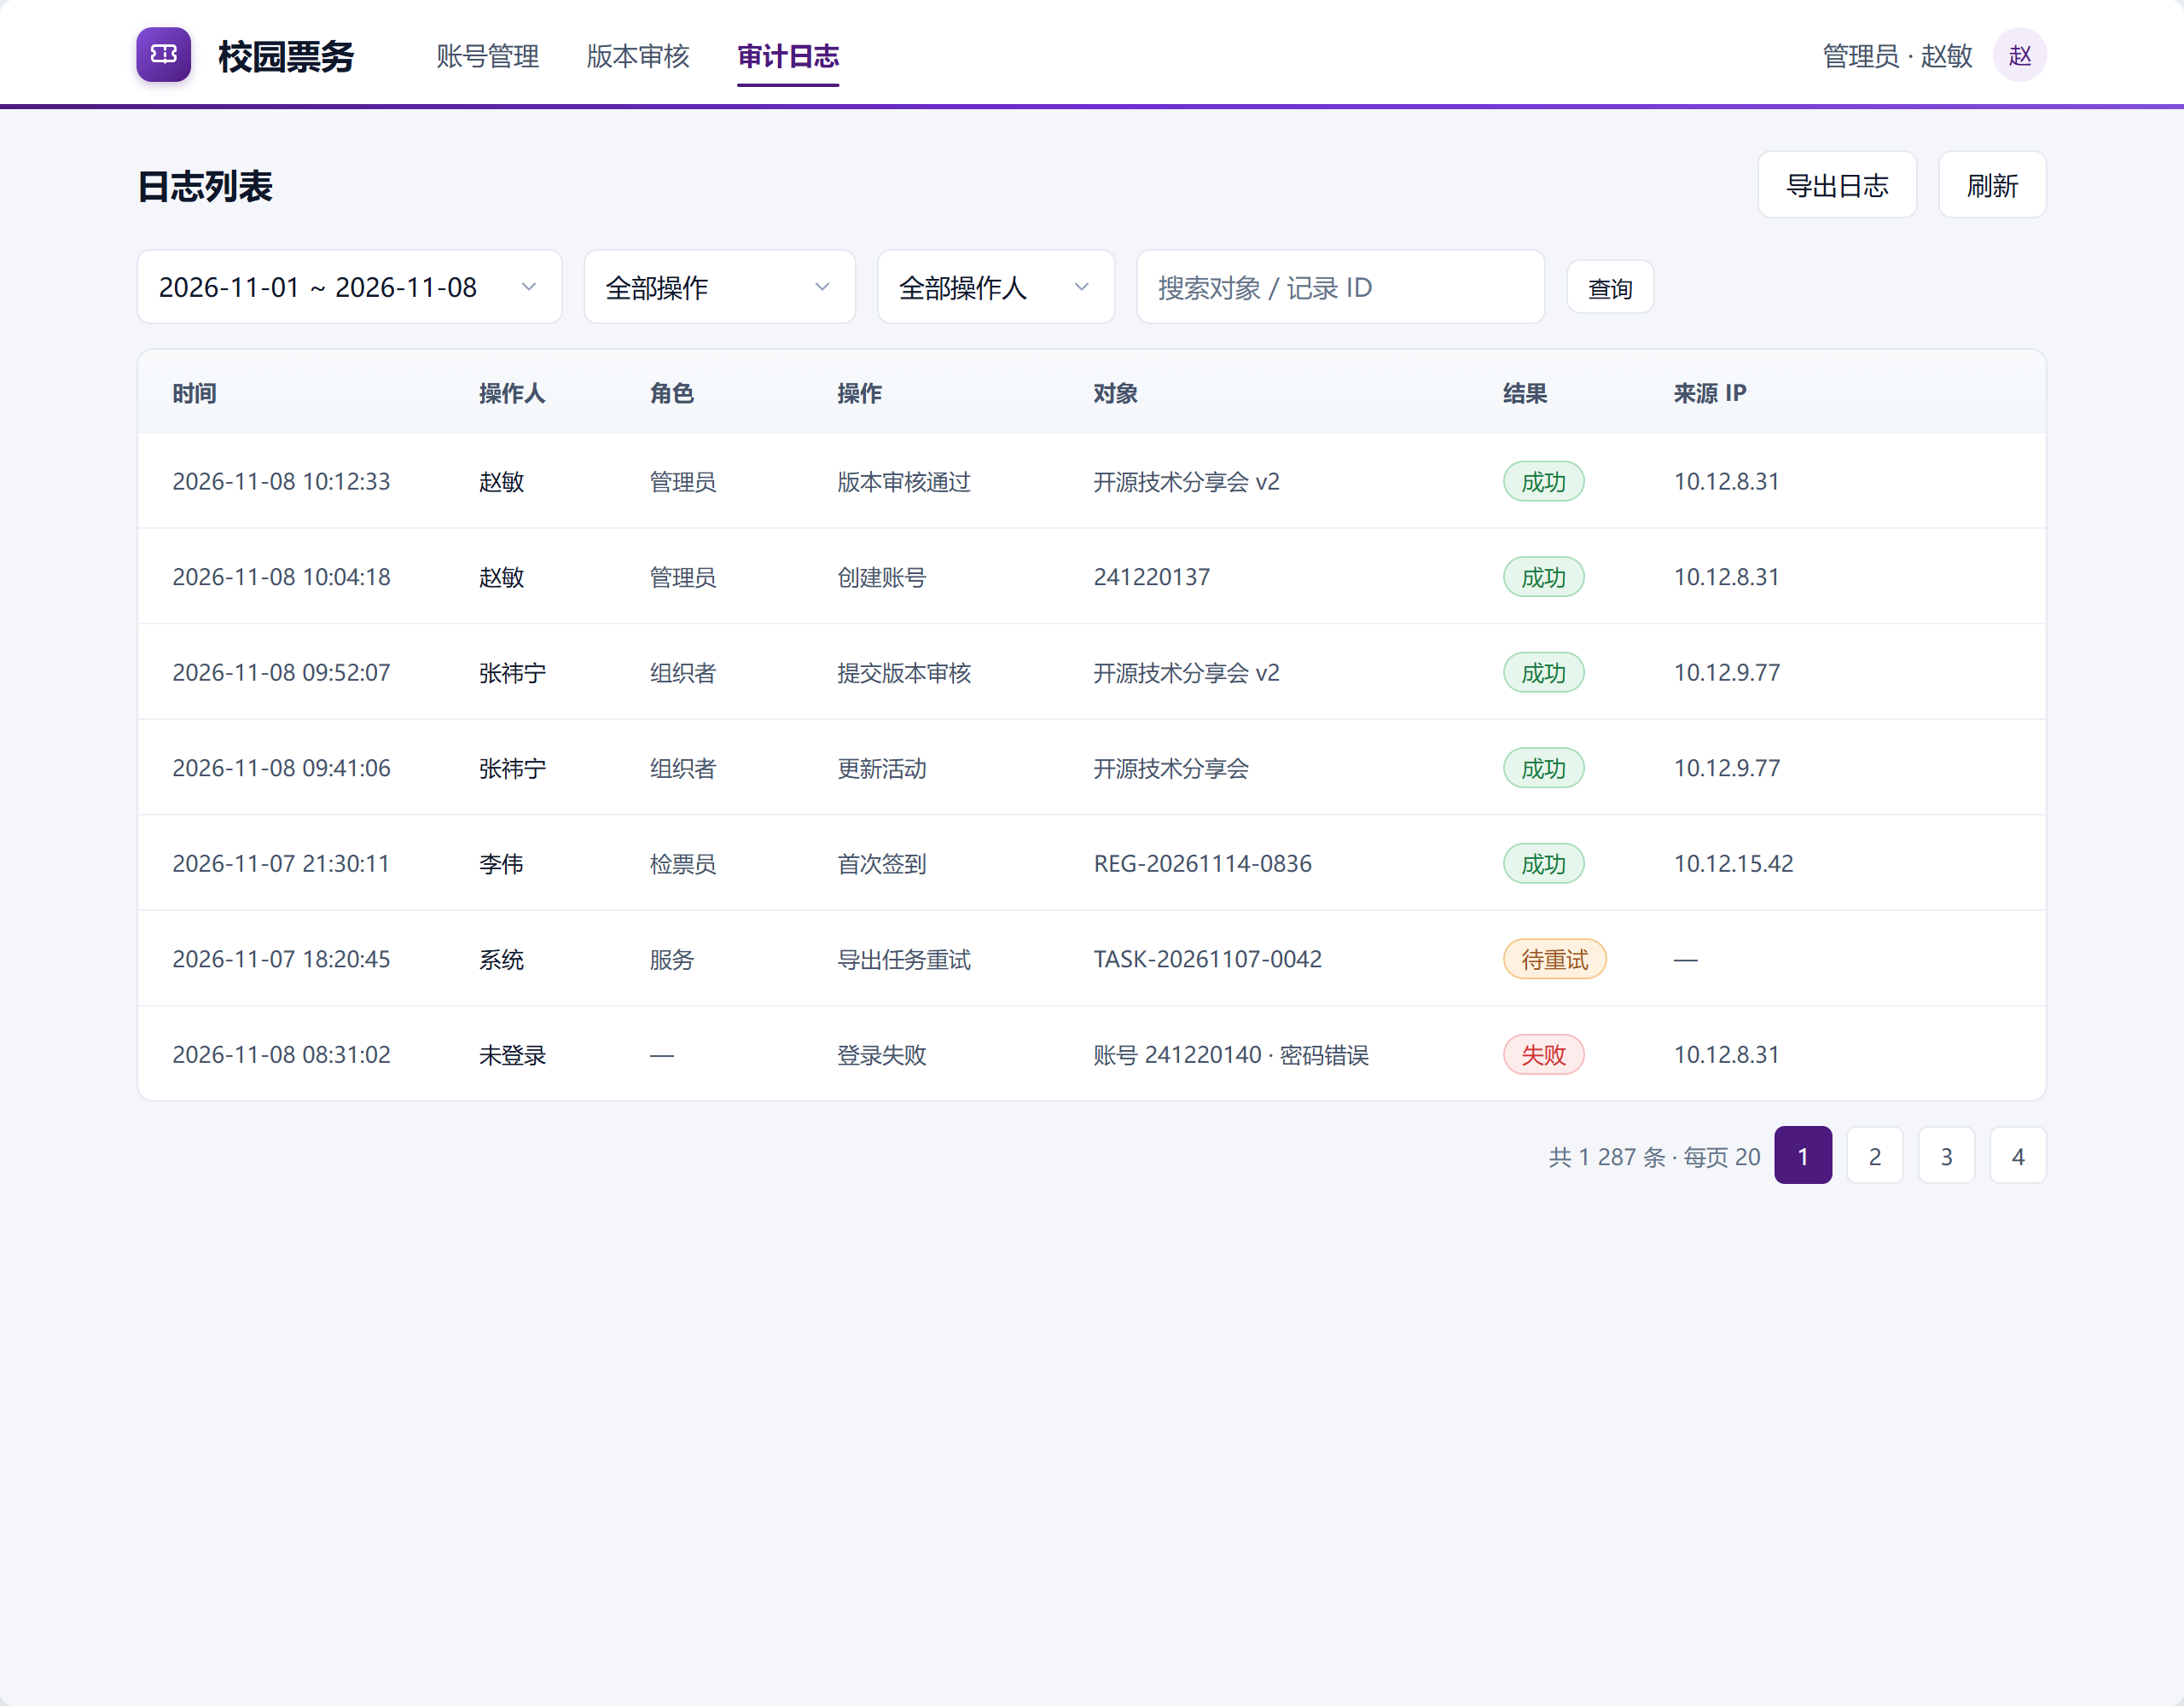 校园票务 账号管理 版本审核 审计日志 管理员 · 赵敏 赵
日志列表 导出日志 刷新
2026-11-01 ~ 2026-11-08 全部操作 全部操作人 搜索对象 / 记录 ID 查询
时间 操作人 角色 操作 对象 结果 来源 IP
2026-11-08 10:12:33 赵敏 管理员 版本审核通过 开源技术分享会 v2 成功 10.12.8.31
2026-11-08 10:04:18 赵敏 管理员 创建账号 241220137 成功 10.12.8.31
2026-11-08 09:52:07 张祎宁 组织者 提交版本审核 开源技术分享会 v2 成功 10.12.9.77
2026-11-08 09:41:06 张祎宁 组织者 更新活动 开源技术分享会 成功 10.12.9.77
2026-11-07 21:30:11 李伟 检票员 首次签到 REG-20261114-0836 成功 10.12.15.42
2026-11-07 18:20:45 系统 服务 导出任务重试 TASK-20261107-0042 待重试 —
2026-11-08 08:31:02 未登录 — 登录失败 账号 241220140 · 密码错误 失败 10.12.8.31
共 1 287 条 · 每页 20 1 2 3 4